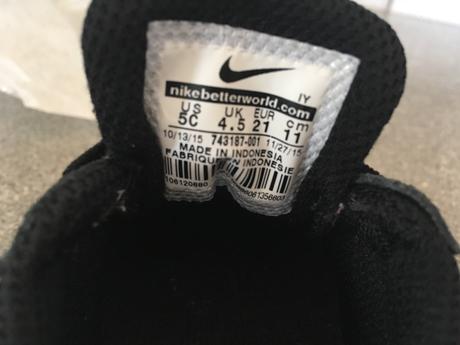 IY
nikebetterworld.com
US UK EUR cm
5C 4.5 21 11
10/13/15 743187-001 11/27/15
MADE IN INDONESIA
FABRIQUE EN INDONESIE